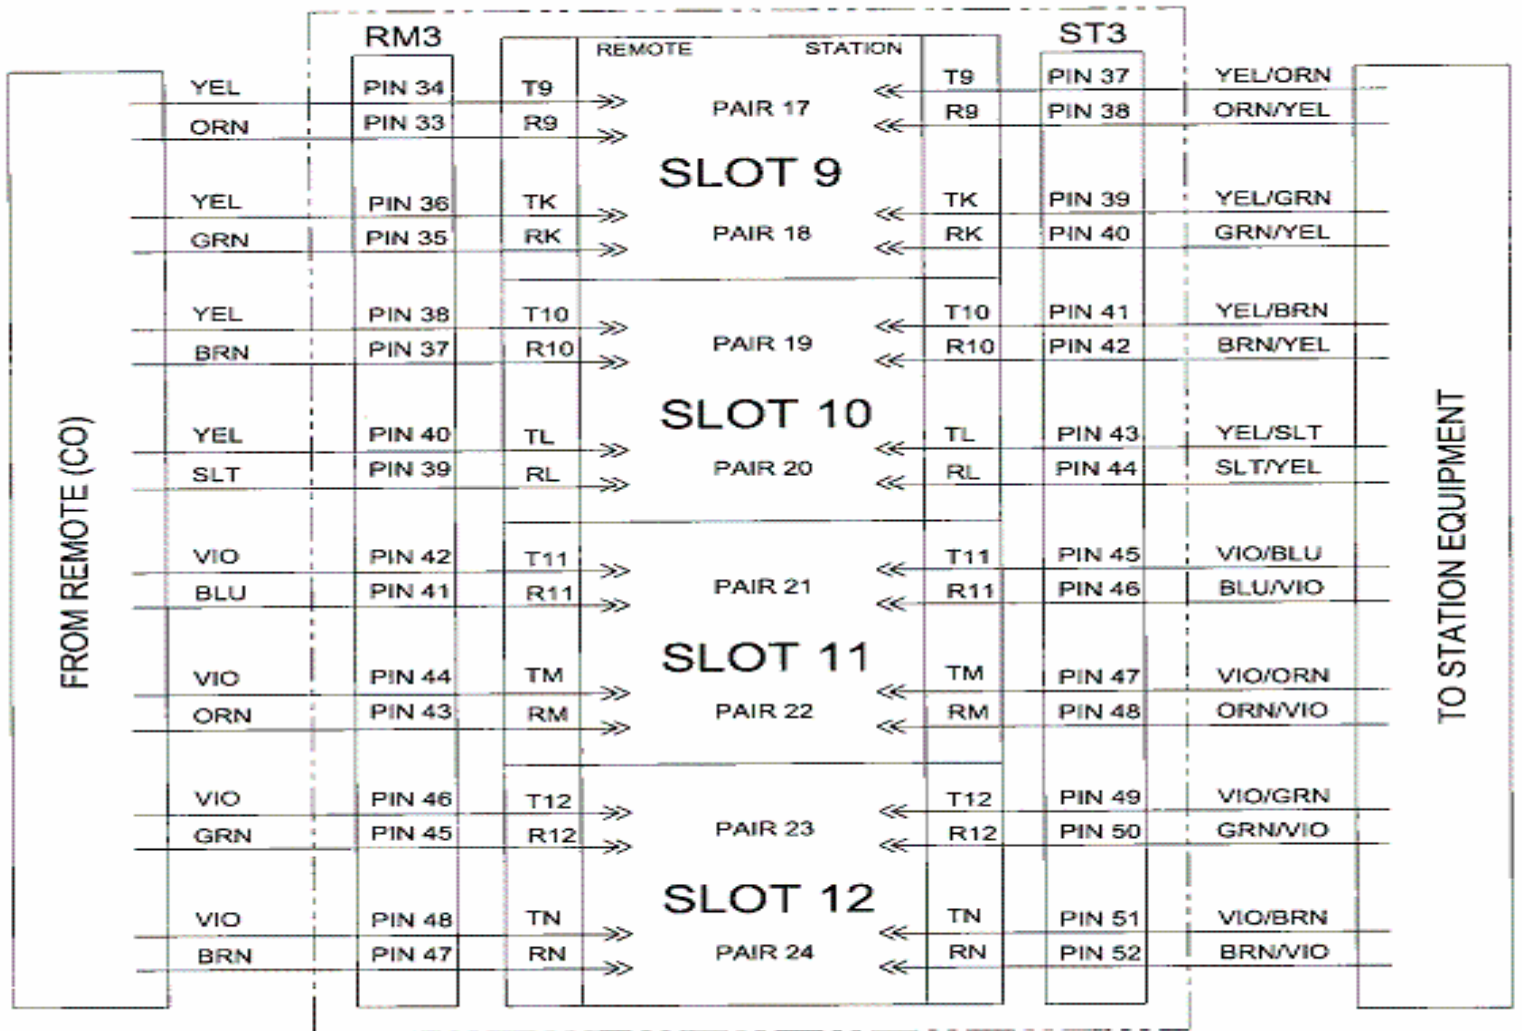 RM3 ST3
REMOTE STATION
YEL PIN 34 T9 T9 PIN 37 YEL/ORN
PAIR 17
ORN PIN 33 R9 R9 PIN 38 ORN/YEL
SLOT 9
YEL PIN 36 TK TK PIN 39 YEL/GRN
GRN PIN 35 RK PAIR 18 RK PIN 40 GRN/YEL
YEL PIN 38 T10 T10 PIN 41 YEL/BRN
BRN PIN 37 R10 PAIR 19 R10 PIN 42 BRN/YEL
SLOT 10
YEL PIN 40 TL TL PIN 43 YEL/SLT
SLT PIN 39 RL PAIR 20 RL PIN 44 SLT/YEL
VIO PIN 42 T11 T11 PIN 45 VIO/BLU
BLU PIN 41 R11 PAIR 21 R11 PIN 46 BLU/VIO
SLOT 11
VIO PIN 44 TM TM PIN 47 VIO/ORN
ORN PIN 43 RM PAIR 22 RM PIN 48 ORN/VIO
VIO PIN 46 T12 T12 PIN 49 VIO/GRN
GRN PIN 45 R12 PAIR 23 R12 PIN 50 GRN/VIO
SLOT 12
VIO PIN 48 TN TN PIN 51 VIO/BRN
BRN PIN 47 RN PAIR 24 RN PIN 52 BRN/VIO
FROM REMOTE (CO)
TO STATION EQUIPMENT